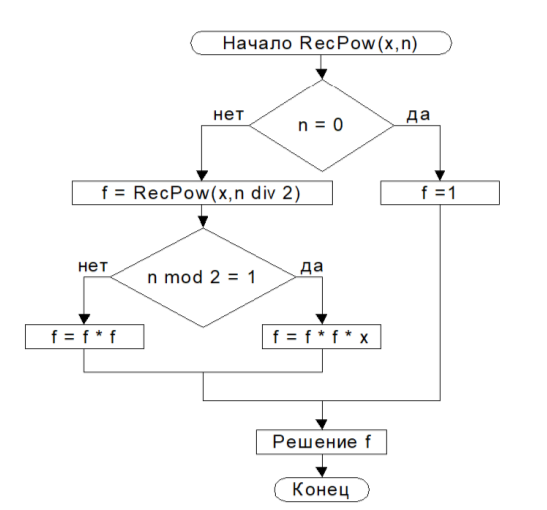 Начало RecPow(x,n)
нет
да
n = 0
f = RecPow(x,n div 2)
f =1
нет
да
n mod 2 = 1
f = f * f
f = f * f * x
Решение f
Конец